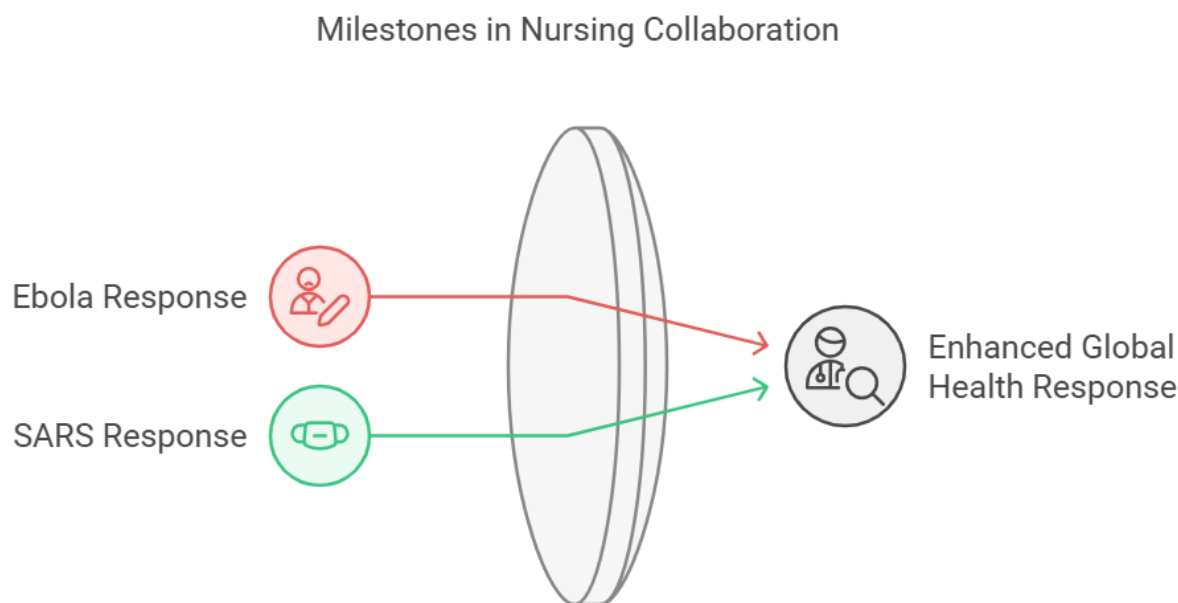 Milestones in Nursing Collaboration
Ebola Response
Enhanced Global
Health Response
SARS Response